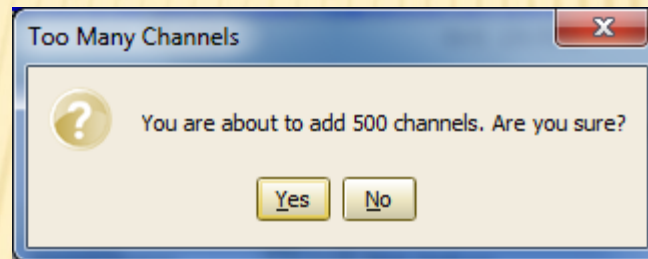 Too Many Channels
You are about to add 500 channels. Are you sure?
Yes No